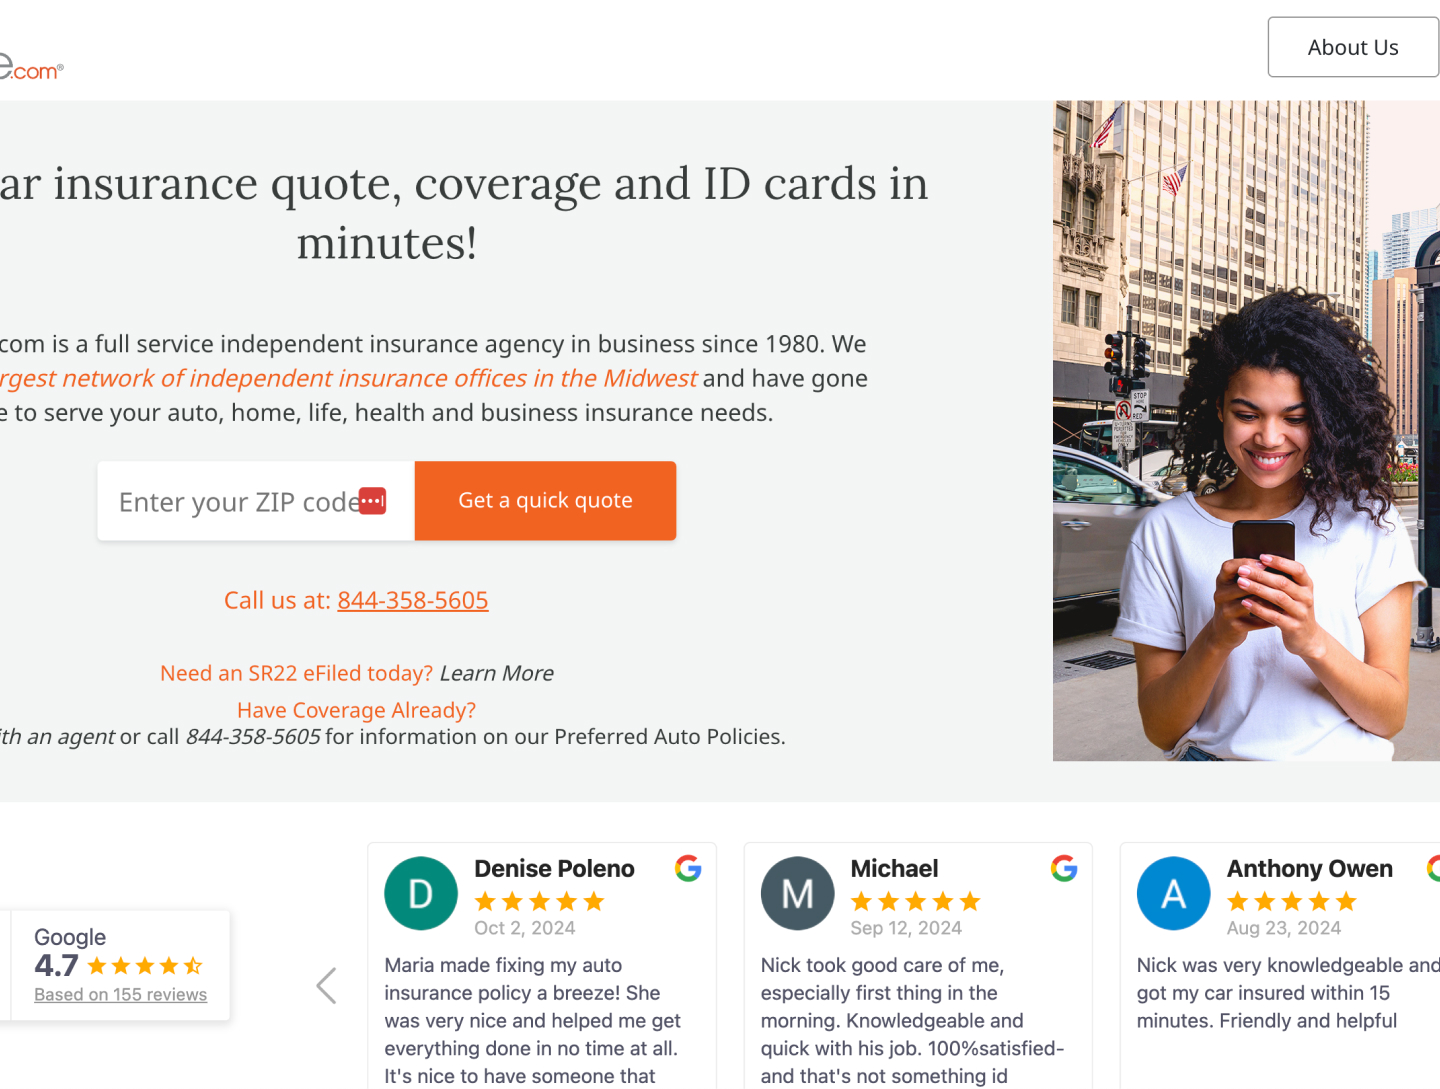 e.com®
About Us
ar insurance quote, coverage and ID cards in
minutes!
com is a full service independent insurance agency in business since 1980. We
rgest network of independent insurance offices in the Midwest and have gone
e to serve your auto, home, life, health and business insurance needs.
Enter your ZIP code
Get a quick quote
Call us at: 844-358-5605
Need an SR22 eFiled today? Learn More
Have Coverage Already?
ith an agent or call 844-358-5605 for information on our Preferred Auto Policies.
STOP
HERE
RED
Google
4.7
Based on 155 reviews
D
Denise Poleno
Oct 2, 2024
Maria made fixing my auto
insurance policy a breeze! She
was very nice and helped me get
everything done in no time at all.
It's nice to have someone that
M
Michael
Sep 12, 2024
Nick took good care of me,
especially first thing in the
morning. Knowledgeable and
quick with his job. 100%satisfied-
and that's not something id
A
Anthony Owen
Aug 23, 2024
Nick was very knowledgeable and
got my car insured within 15
minutes. Friendly and helpful